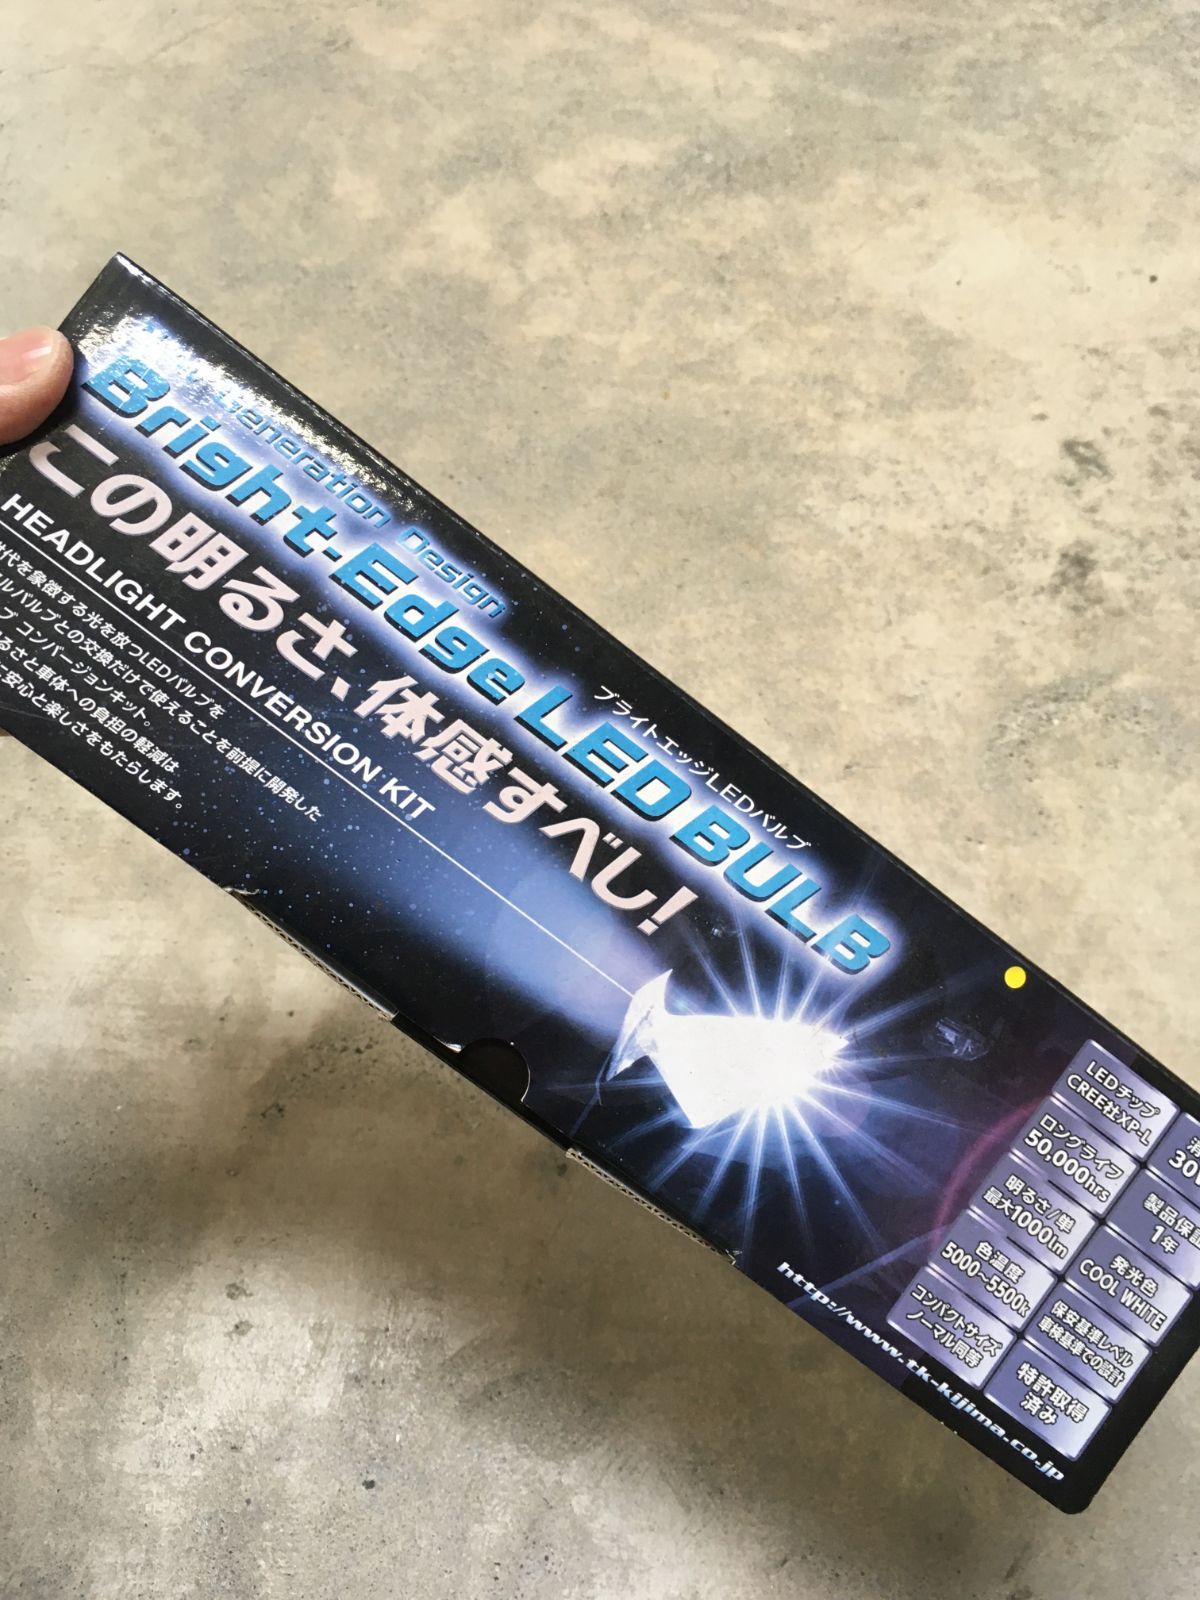 Generation Design
Bright-Edge LED BULB
ブライトエッジLEDバルブ
この明るさ、体感すべし!
HEADLIGHT CONVERSION KIT
世代を象徴する光を放つLEDバルブを
ルバルブとの交換だけで使えることを前提に開発した
ブ コンバージョンキット。
るさと車体への負担の軽減は
に安心と楽しさをもたらします。
LEDチップ
CREE社XP-L
ロングライフ
50,000hrs
明るさ/単
最大1000lm
色温度
5000~5500k
コンパクトサイズ
ノーマル同等
消
30W
製品保証
1年
発光色
COOL WHITE
保安基準レベル
車検基準での設計
特許取得
済み
http://www.tk-kijima.co.jp